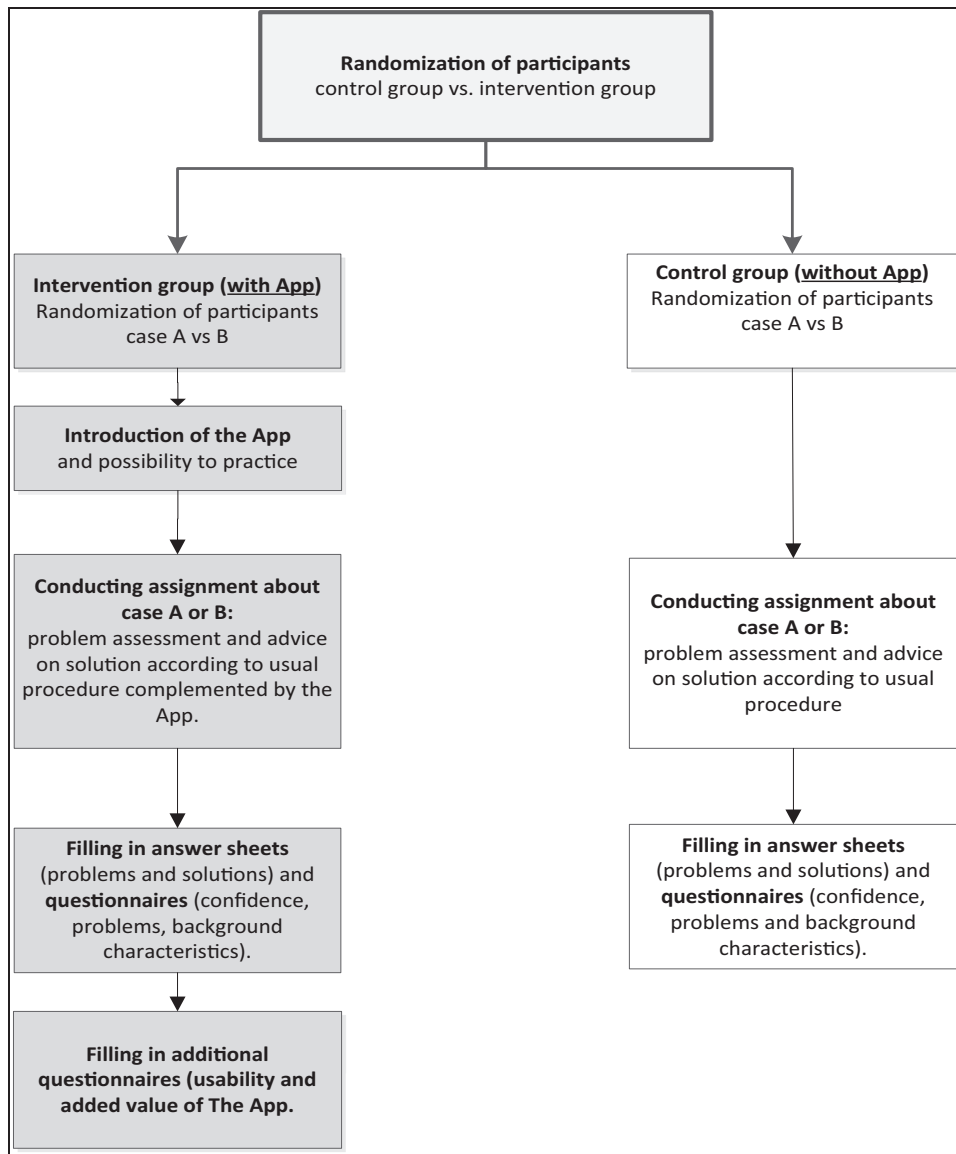 Randomization of participants
control group vs. intervention group
Intervention group (with App)
Randomization of participants
case A vs B
Introduction of the App
and possibility to practice
Conducting assignment about
case A or B:
problem assessment and advice
on solution according to usual
procedure complemented by the
App.
Filling in answer sheets
(problems and solutions) and
questionnaires (confidence,
problems, background
characteristics).
Filling in additional
questionnaires (usability and
added value of The App.
Control group (without App)
Randomization of participants
case A vs B
Conducting assignment about
case A or B:
problem assessment and advice
on solution according to usual
procedure
Filling in answer sheets
(problems and solutions) and
questionnaires (confidence,
problems and background
characteristics).